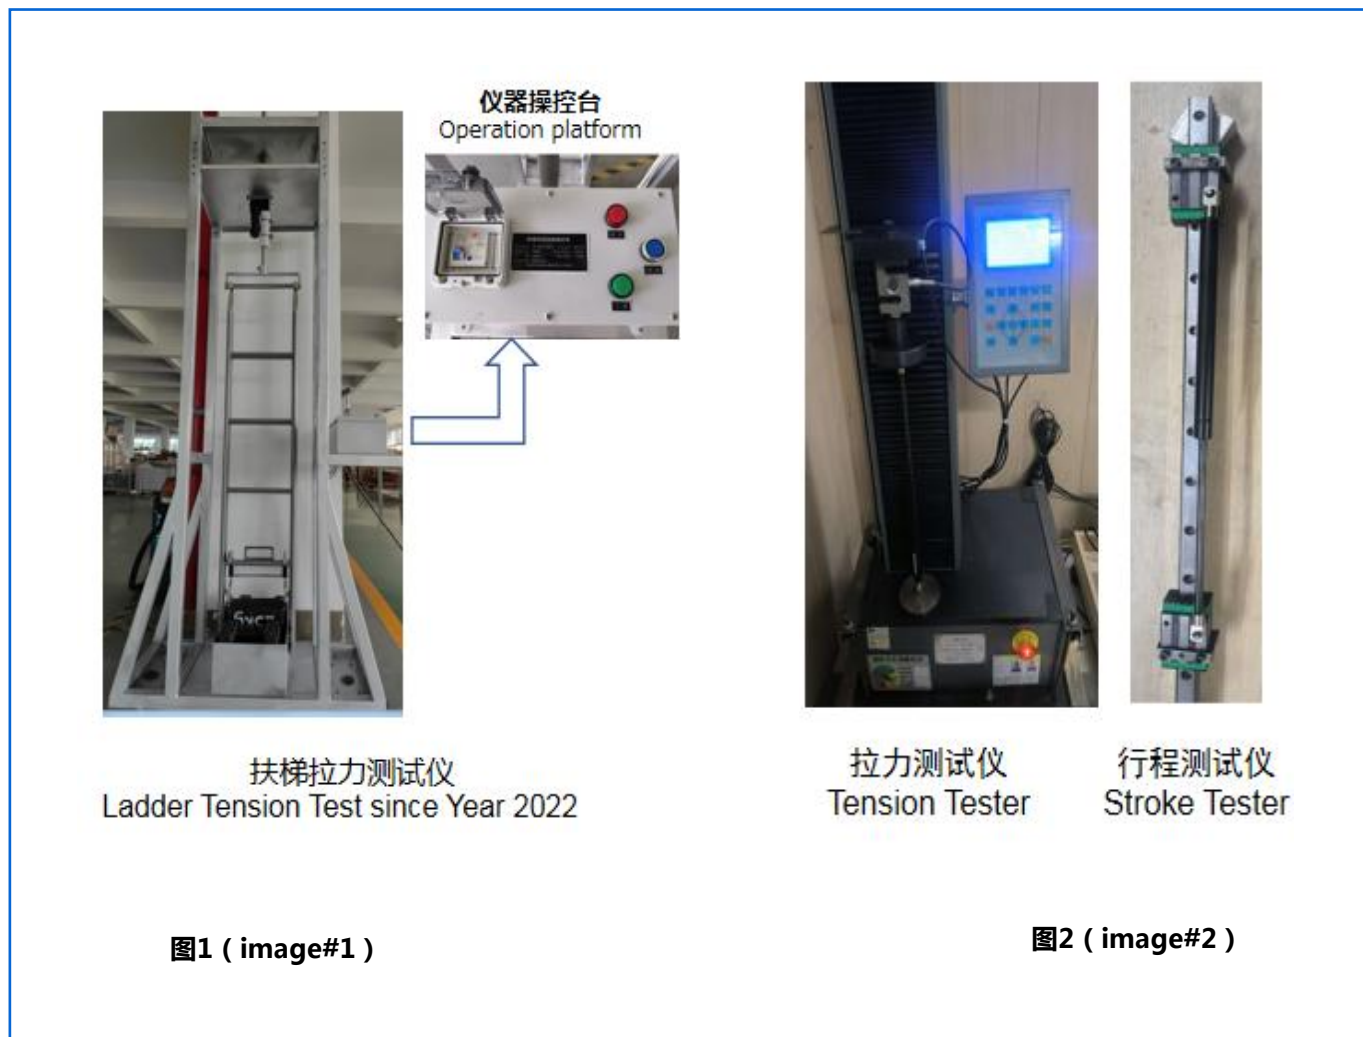 仪器操控台
Operation platform
扶梯拉力测试仪
Ladder Tension Test since Year 2022
拉力测试仪
Tension Tester
行程测试仪
Stroke Tester
图1（image#1）
图2（image#2）